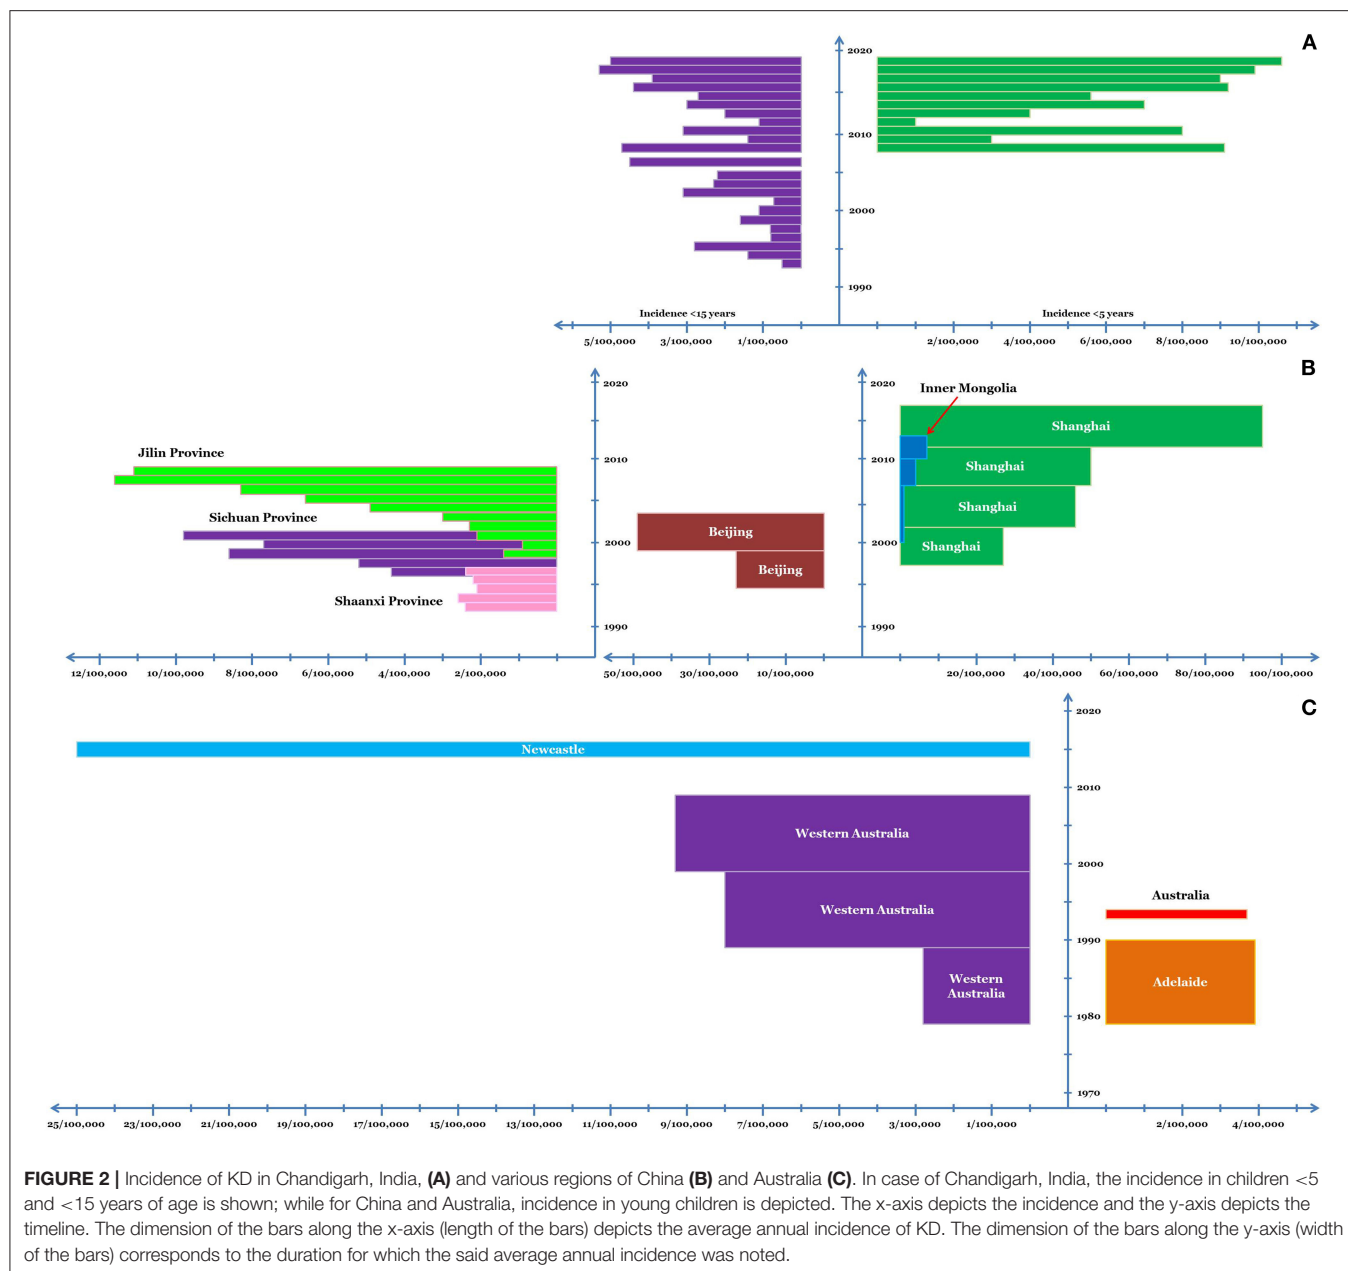 A
2020
2010
2000
1990
Incidence <15 years
Incidence <5 years
5/100,000
3/100,000
1/100,000
2/100,000
4/100,000
6/100,000
8/100,000
10/100,000
B
2020
2020
Inner Mongolia
Shanghai
Jilin Province
2010
2010
Shanghai
Sichuan Province
Shanghai
Beijing
2000
2000
Shanghai
Beijing
Shaanxi Province
1990
1990
12/100,000
10/100,000
8/100,000
6/100,000
4/100,000
2/100,000
50/100,000
30/100,000
10/100,000
20/100,000
40/100,000
60/100,000
80/100,000
100/100,000
C
2020
Newcastle
2010
Western Australia
2000
Australia
Western Australia
1990
Western
Australia
Adelaide
1980
1970
25/100,000
23/100,000
21/100,000
19/100,000
17/100,000
15/100,000
13/100,000
11/100,000
9/100,000
7/100,000
5/100,000
3/100,000
1/100,000
2/100,000
4/100,000
FIGURE 2 | Incidence of KD in Chandigarh, India, (A) and various regions of China (B) and Australia (C). In case of Chandigarh, India, the incidence in children <5
and <15 years of age is shown; while for China and Australia, incidence in young children is depicted. The x-axis depicts the incidence and the y-axis depicts the
timeline. The dimension of the bars along the x-axis (length of the bars) depicts the average annual incidence of KD. The dimension of the bars along the y-axis (width
of the bars) corresponds to the duration for which the said average annual incidence was noted.